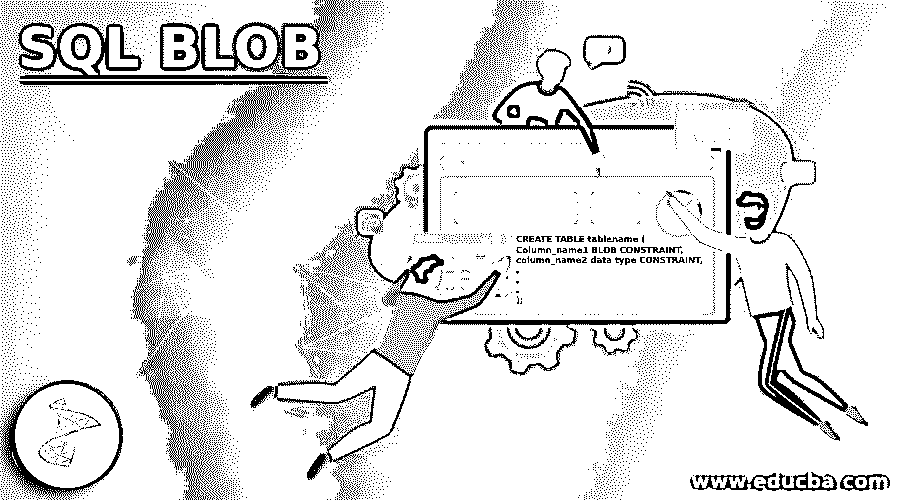 SQL BLOB
CREATE TABLE tablename (
Column_name1 BLOB CONSTRAINT,
column_name2 data type CONSTRAINT,
.
.
.
);
www.educba.com